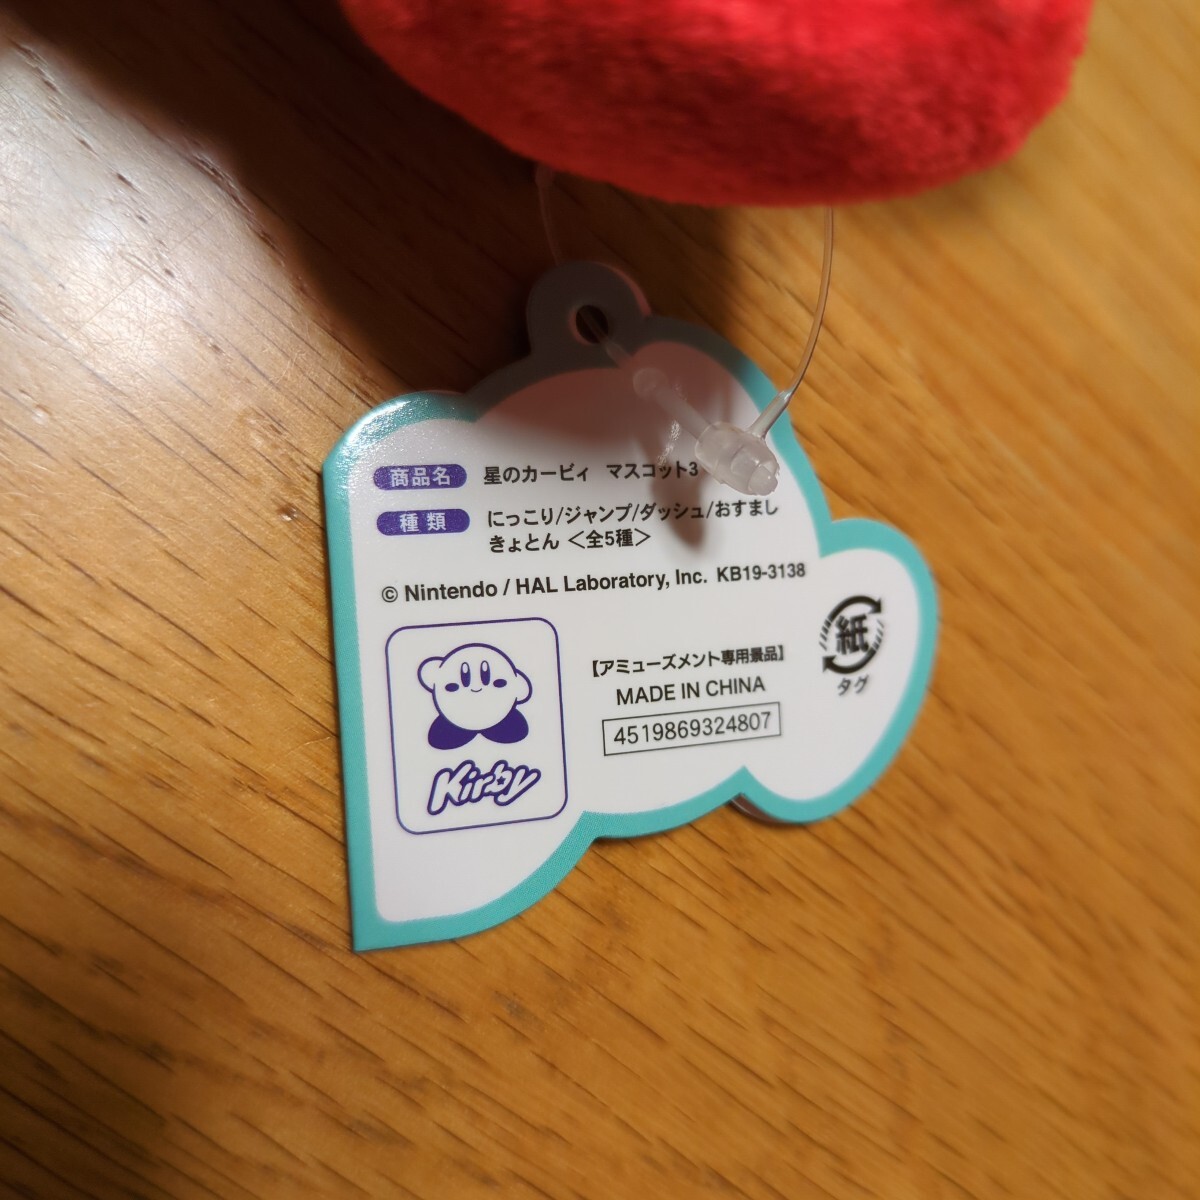 商品名 星のカービィ マスコット3
種類 にっこり/ジャンプ/ダッシュ/おすまし
きょとん <全5種>
© Nintendo / HAL Laboratory, Inc. KB19-3138
【アミューズメント専用景品】
MADE IN CHINA
4519869324807
紙
タグ
Kirby